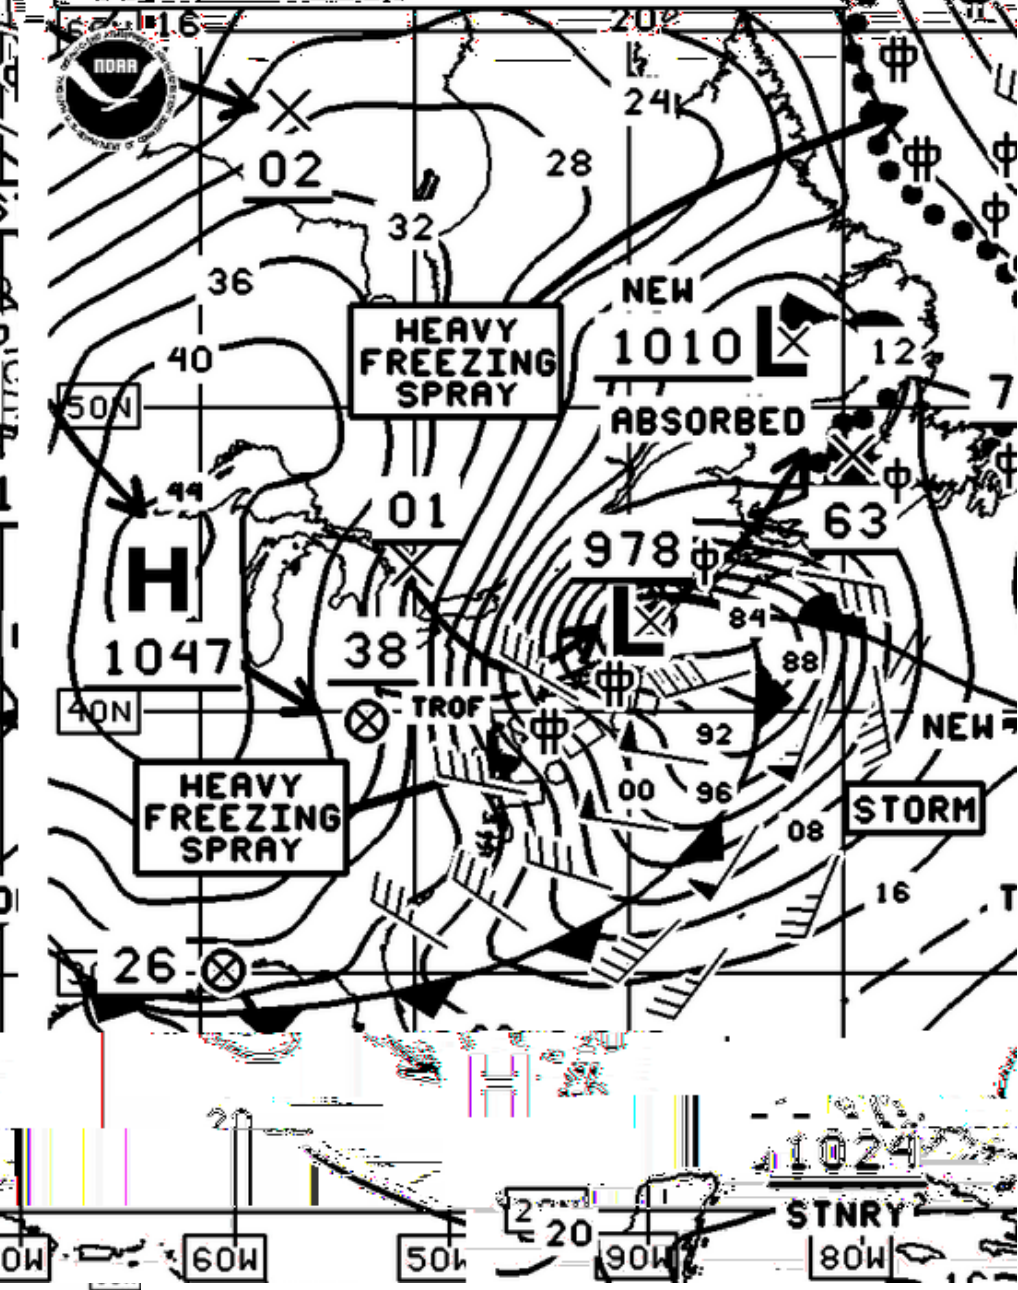 16
20
NOAA
24
02
28
32
36
NEW
1010
HEAVY
FREEZING
SPRAY
40
12
50N
ABSORBED
7
44
01
63
978
H
L
1047
38
84
88
40N
TROF
92
NEW
HEAVY
FREEZING
SPRAY
00
96
STORM
08
16
26
H
1024
STNRY
20
0W
60W
50W
90W
80W